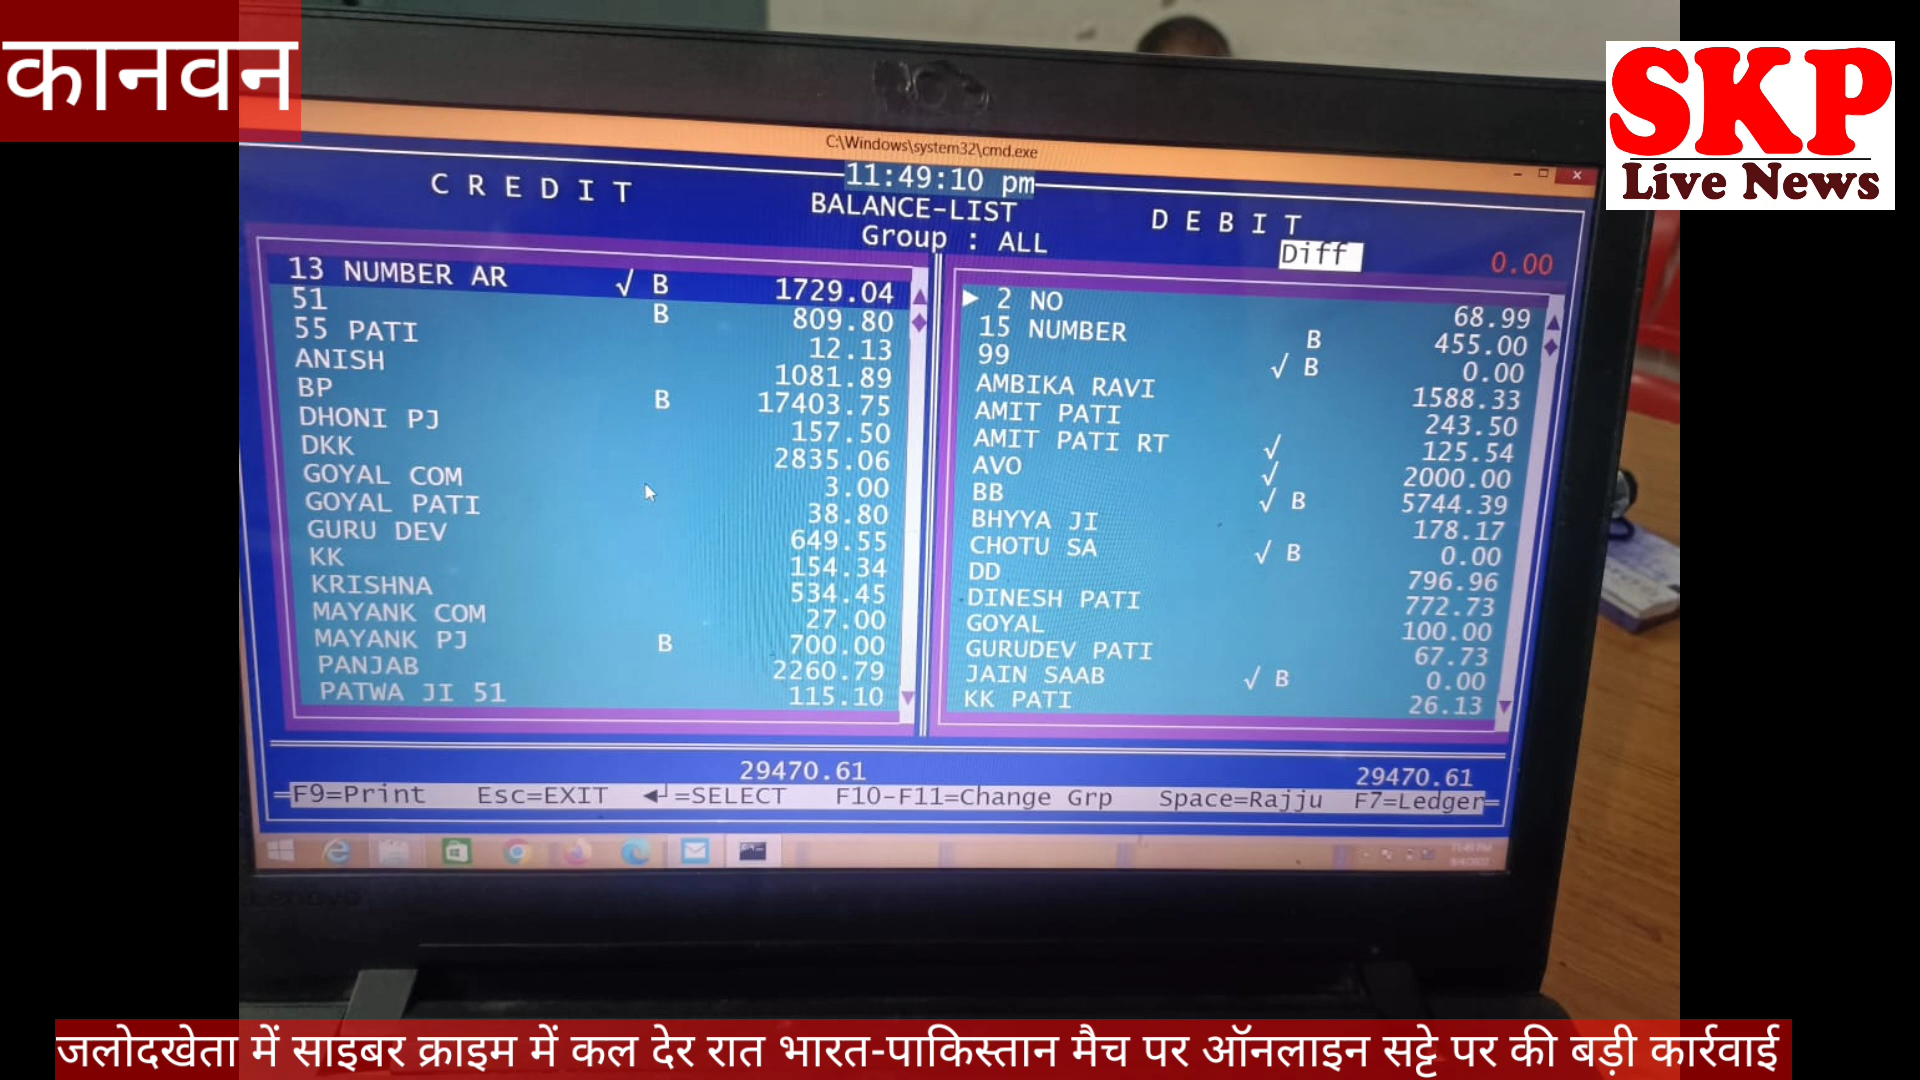 कानवन
SKP
Live News
C:\Windows\system32\cmd.exe
11:49:10 pm
CREDIT BALANCE-LIST DEBIT
Group : ALL Diff 0.00
13 NUMBER AR √ B 1729.04
51 B 809.80
55 PATI 12.13
ANISH 1081.89
BP B 17403.75
DHONI PJ 157.50
DKK 2835.06
GOYAL COM 3.00
GOYAL PATI 38.80
GURU DEV 649.55
KK 154.34
KRISHNA 534.45
MAYANK COM 27.00
MAYANK PJ B 700.00
PANJAB 2260.79
PATWA JI 51 115.10
2 NO 68.99
15 NUMBER B 455.00
99 √ B 0.00
AMBIKA RAVI 1588.33
AMIT PATI 243.50
AMIT PATI RT √ 125.54
AVO √ 2000.00
BB √ B 5744.39
BHYYA JI 178.17
CHOTU SA √ B 0.00
DD 796.96
DINESH PATI 772.73
GOYAL 100.00
GURUDEV PATI 67.73
JAIN SAAB √ B 0.00
KK PATI 26.13
29470.61 29470.61
F9=Print Esc=EXIT ◄┘=SELECT F10-F11=Change Grp Space=Rajju F7=Ledger
जलोदखेता में साइबर क्राइम में कल देर रात भारत-पाकिस्तान मैच पर ऑनलाइन सट्टे पर की बड़ी कार्रवाई